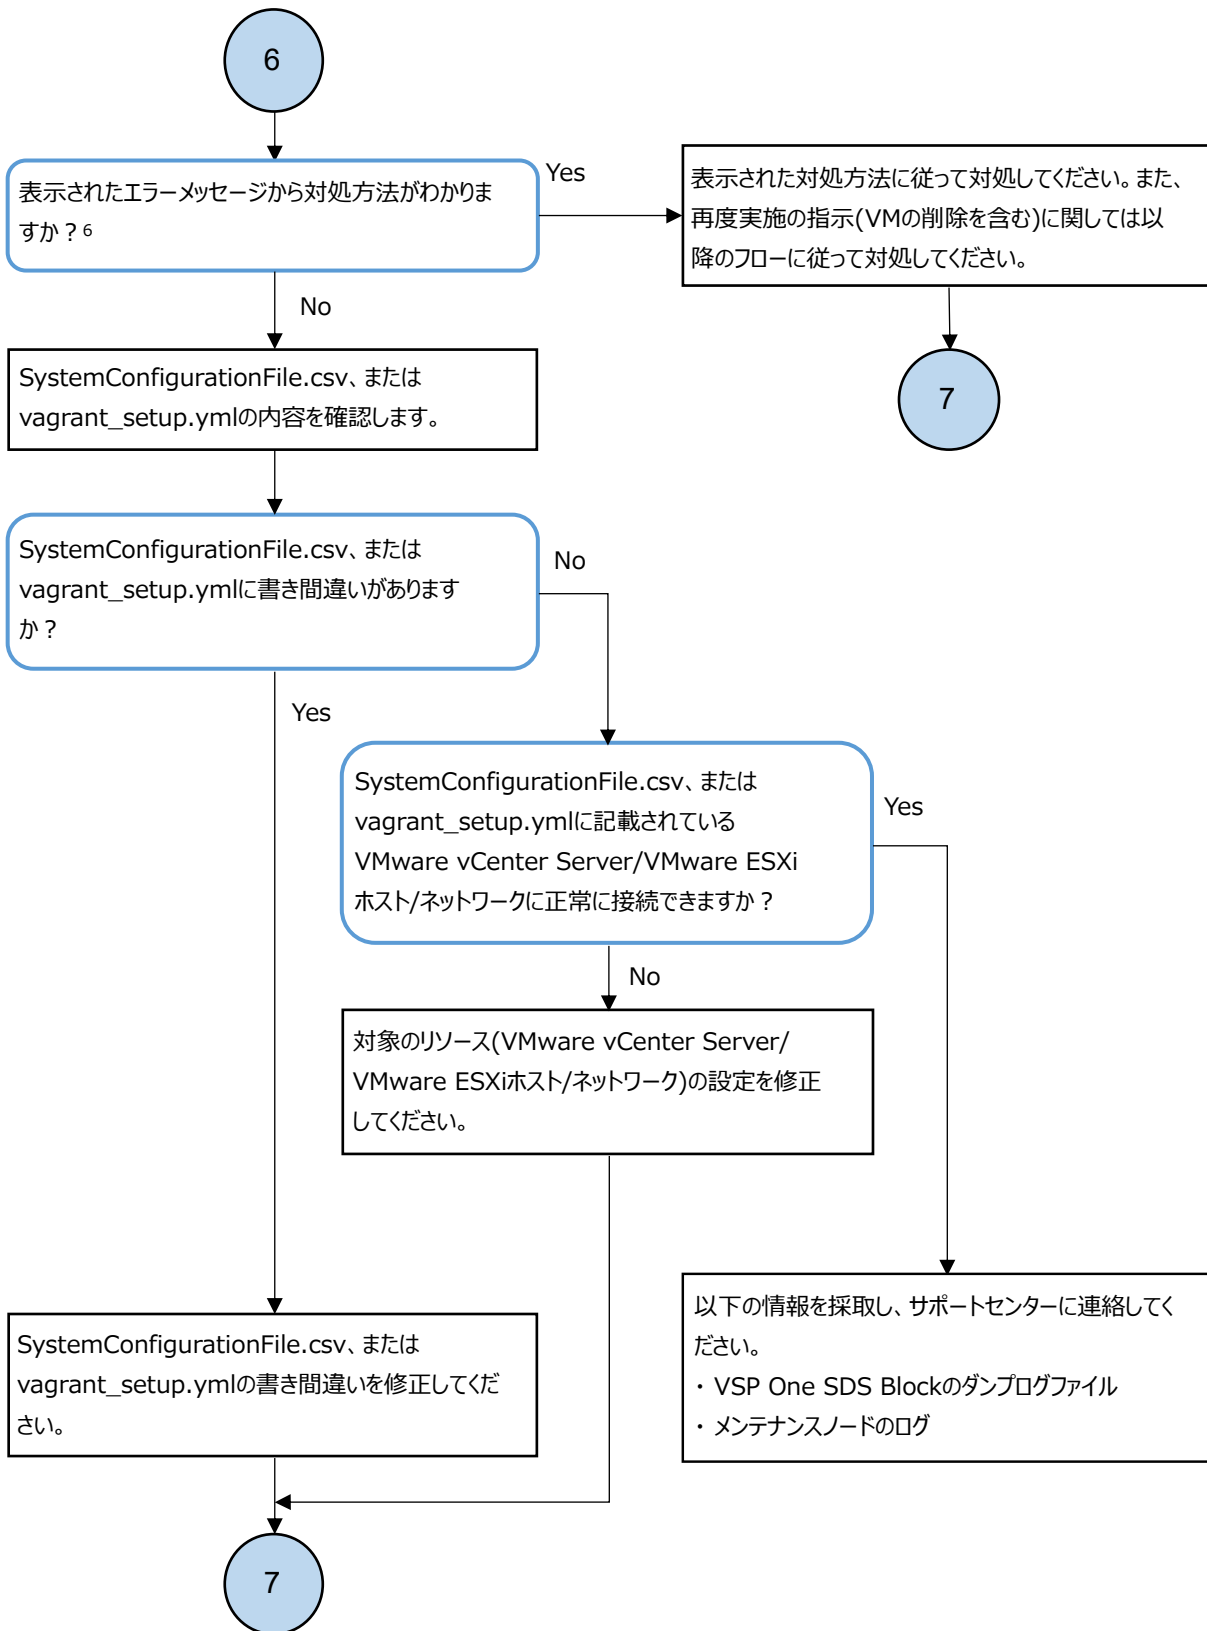 6
表示されたエラーメッセージから対処方法がわかりま
すか？6
Yes
表示された対処方法に従って対処してください。また、
再度実施の指示(VMの削除を含む)に関しては以
降のフローに従って対処してください。
No
7
SystemConfigurationFile.csv、または
vagrant_setup.ymlの内容を確認します。
SystemConfigurationFile.csv、または
vagrant_setup.ymlに書き間違いがあります
か？
No
Yes
SystemConfigurationFile.csv、または
vagrant_setup.ymlに記載されている
VMware vCenter Server/VMware ESXi
ホスト/ネットワークに正常に接続できますか？
Yes
No
対象のリソース(VMware vCenter Server/
VMware ESXiホスト/ネットワーク)の設定を修正
してください。
以下の情報を採取し、サポートセンターに連絡してく
ださい。
・ VSP One SDS Blockのダンプログファイル
・ メンテナンスノードのログ
SystemConfigurationFile.csv、または
vagrant_setup.ymlの書き間違いを修正してくだ
さい。
7